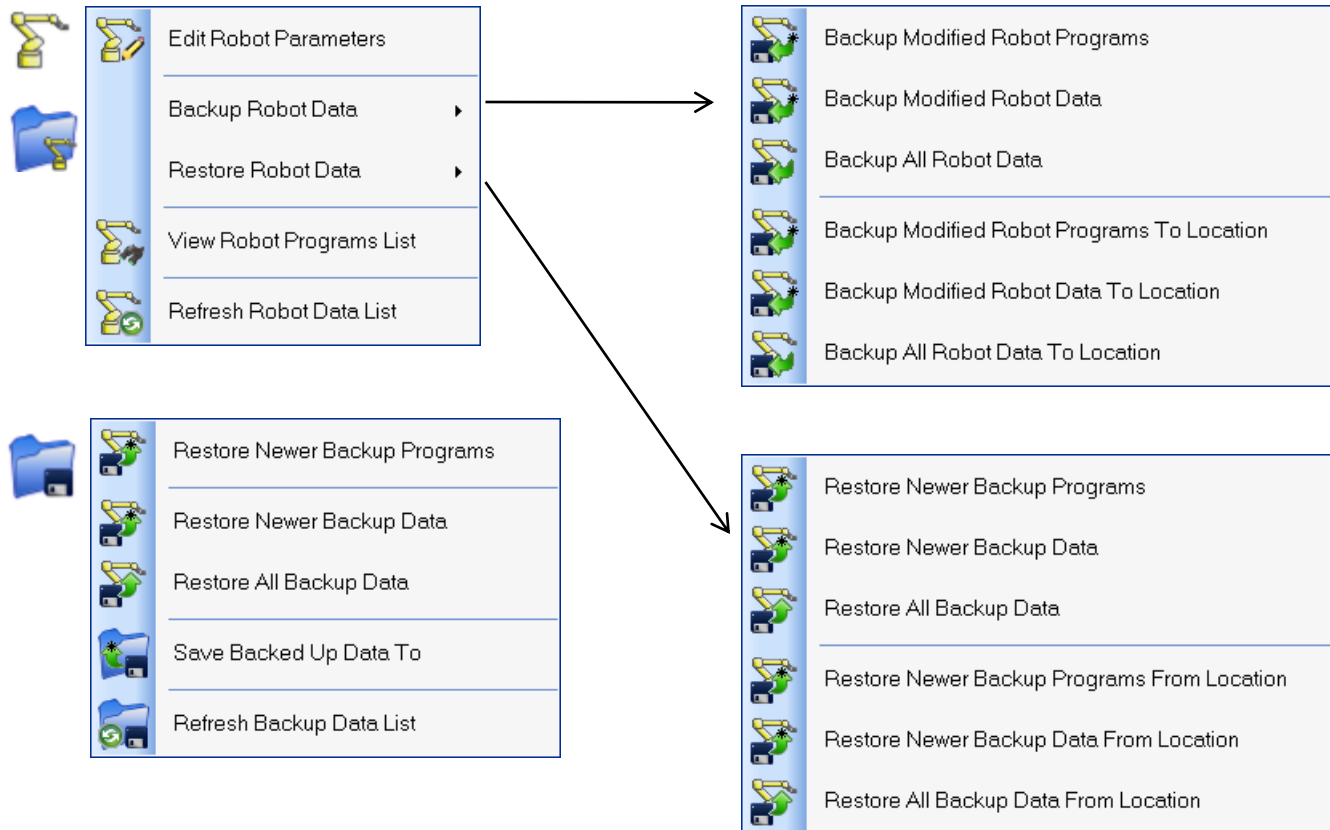 Edit Robot Parameters
Backup Robot Data
Restore Robot Data
View Robot Programs List
Refresh Robot Data List
Backup Modified Robot Programs
Backup Modified Robot Data
Backup All Robot Data
Backup Modified Robot Programs To Location
Backup Modified Robot Data To Location
Backup All Robot Data To Location
Restore Newer Backup Programs
Restore Newer Backup Data
Restore All Backup Data
Save Backed Up Data To
Refresh Backup Data List
Restore Newer Backup Programs
Restore Newer Backup Data
Restore All Backup Data
Restore Newer Backup Programs From Location
Restore Newer Backup Data From Location
Restore All Backup Data From Location